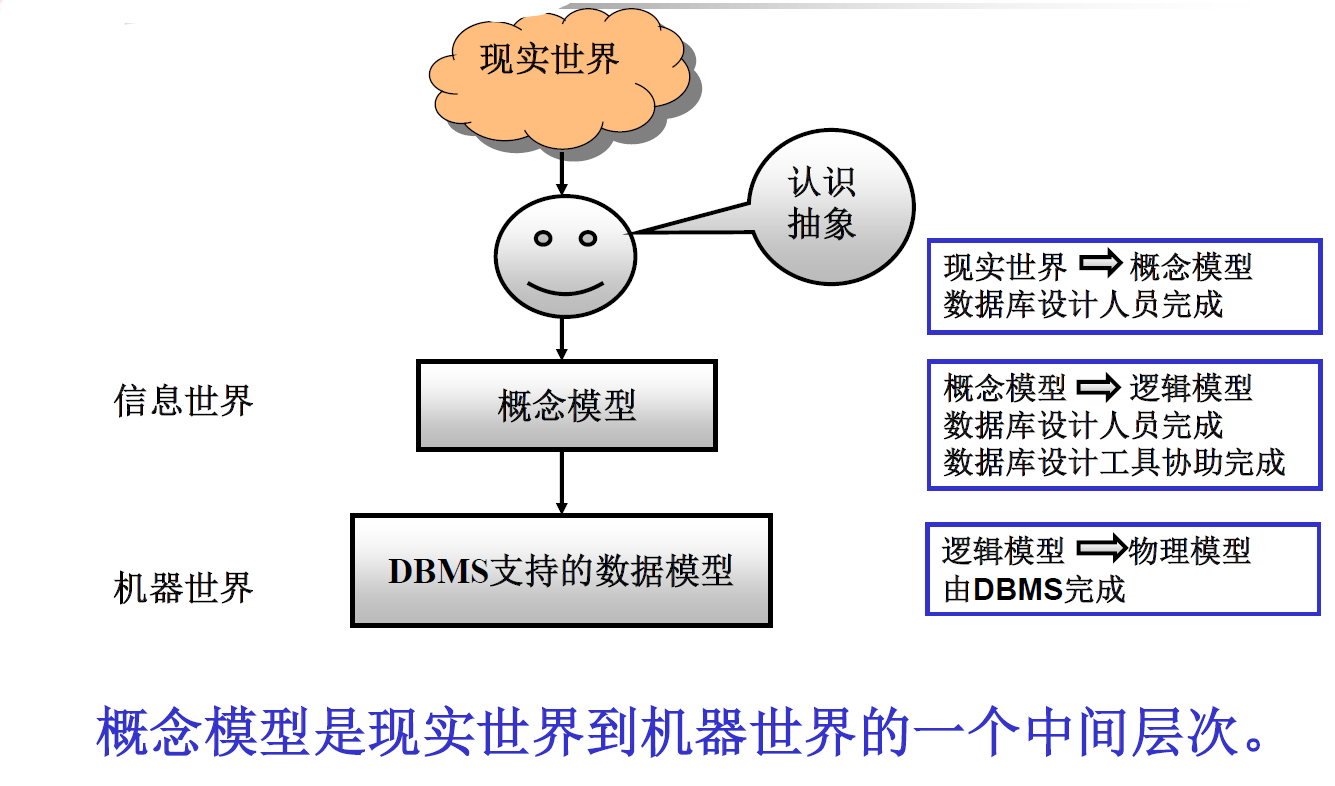 现实世界
认识
抽象
现实世界 概念模型
数据库设计人员完成
信息世界
概念模型
概念模型 逻辑模型
数据库设计人员完成
数据库设计工具协助完成
机器世界
DBMS支持的数据模型
逻辑模型 物理模型
由DBMS完成
概念模型是现实世界到机器世界的一个中间层次。